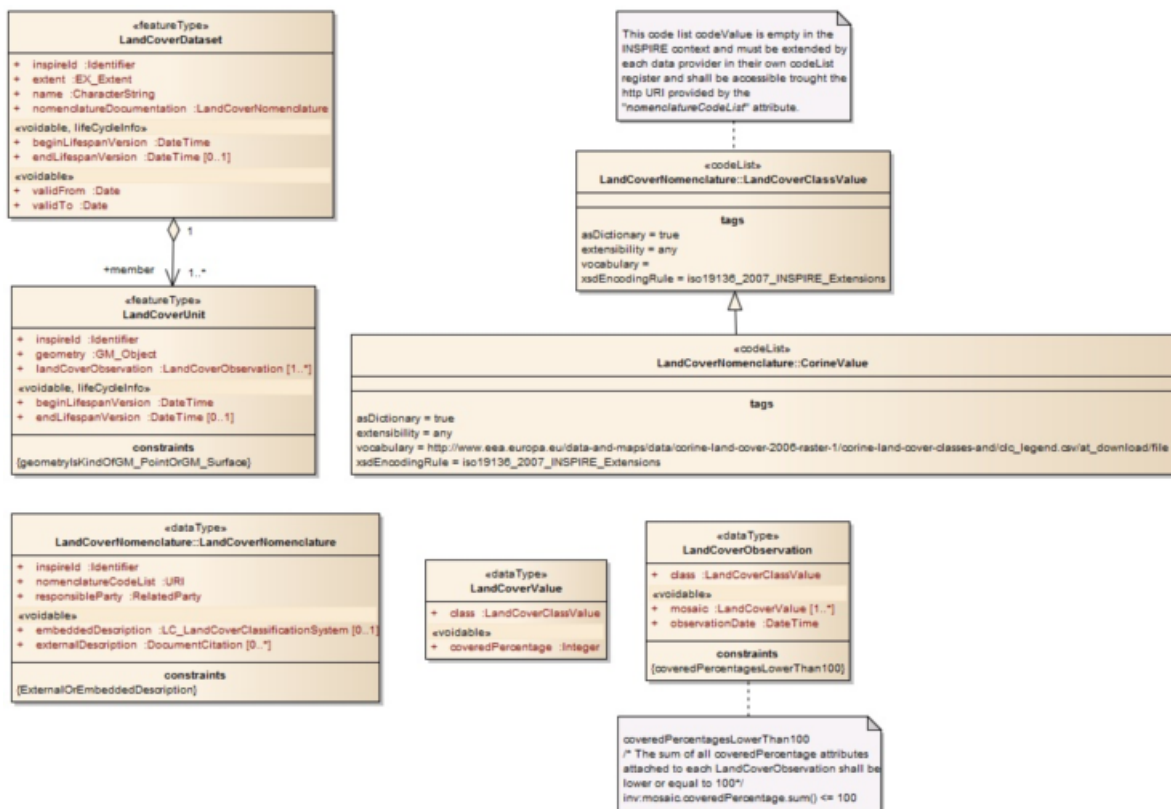 «featureType»
LandCoverDataset
+ inspireId :Identifier
+ extent :EX_Extent
+ name :CharacterString
+ nomenclatureDocumentation :LandCoverNomenclature
«voidable, lifeCycleInfo»
+ beginLifespanVersion :DateTime
+ endLifespanVersion :DateTime [0..1]
«voidable»
+ validFrom :Date
+ validTo :Date
1
+member
1..*
«featureType»
LandCoverUnit
+ inspireId :Identifier
+ geometry :GM_Object
+ landCoverObservation :LandCoverObservation [1..*]
«voidable, lifeCycleInfo»
+ beginLifespanVersion :DateTime
+ endLifespanVersion :DateTime [0..1]
constraints
{geometryIsKindOfGM_PointOrGM_Surface}
This code list codeValue is empty in the
INSPIRE context and must be extended by
each data provider in their own codeList
register and shall be accessible trought the
http URI provided by the
"nomenclatureCodeList" attribute.
«codeList»
LandCoverNomenclature::LandCoverClassValue
tags
asDictionary = true
extensibility = any
vocabulary =
xsdEncodingRule = iso19136_2007_INSPIRE_Extensions
«codeList»
LandCoverNomenclature::CorineValue
tags
asDictionary = true
extensibility = any
vocabulary = http://www.eea.europa.eu/data-and-maps/data/corine-land-cover-2006-raster-1/corine-land-cover-classes-and/clc_legend.csv/at_download/file
xsdEncodingRule = iso19136_2007_INSPIRE_Extensions
«dataType»
LandCoverNomenclature::LandCoverNomenclature
+ inspireId :Identifier
+ nomenclatureCodeList :URI
+ responsibleParty :RelatedParty
«voidable»
+ embeddedDescription :LC_LandCoverClassificationSystem [0..1]
+ externalDescription :DocumentCitation [0..*]
constraints
{ExternalOrEmbeddedDescription}
«dataType»
LandCoverValue
+ class :LandCoverClassValue
«voidable»
+ coveredPercentage :Integer
«dataType»
LandCoverObservation
+ class :LandCoverClassValue
«voidable»
+ mosaic :LandCoverValue [1..*]
+ observationDate :DateTime
constraints
{coveredPercentagesLowerThan100}
coveredPercentagesLowerThan100
/* The sum of all coveredPercentage attributes
attached to each LandCoverObservation shall be
lower or equal to 100*/
inv:mosaic.coveredPercentage.sum() <= 100